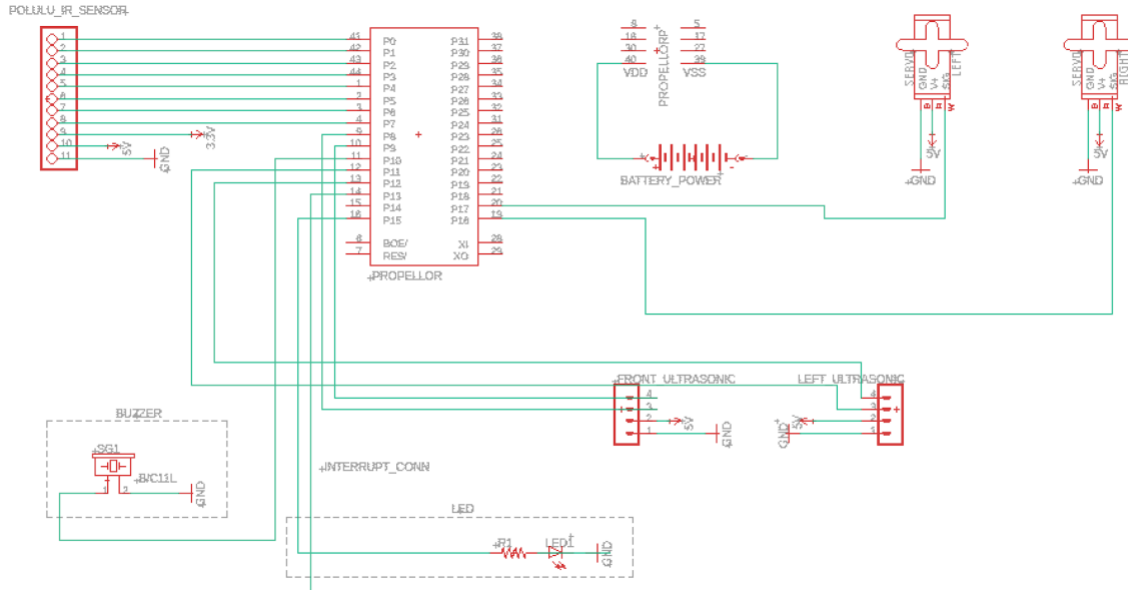 POLULU_IR_SENSOR
1
2
3
4
5
6
7
8
9
10
11
3.3V
5V
GND
41 P0 P31 38
42 P1 P30 37
43 P2 P29 36
44 P3 P28 35
1 P4 P27 34
2 P5 P26 33
3 P6 P25 32
4 P7 P24 31
9 P8 P23 26
10 P9 P22 25
11 P10 P21 24
12 P11 P20 23
13 P12 P19 22
14 P13 P18 21
15 P14 P17 20
16 P15 P16 19
6 BOE/ XI 28
7 RES/ XO 29
PROPELLOR
6 5
18 17
30 27
40 39
VDD VSS
PROPELLORP
BATTERY_POWER
+ -
SERVO LEFT
GND
V+
SIG
B
R
W
5V
GND
SERVO RIGHT
GND
V+
SIG
B
R
W
5V
GND
FRONT_ULTRASONIC
4
3
2
1
5V
GND
LEFT_ULTRASONIC
4
3
2
1
5V
GND
BUZZER
SG1
B/C11L
1 2
GND
INTERRUPT_CONN
LED
R1 LED1
GND